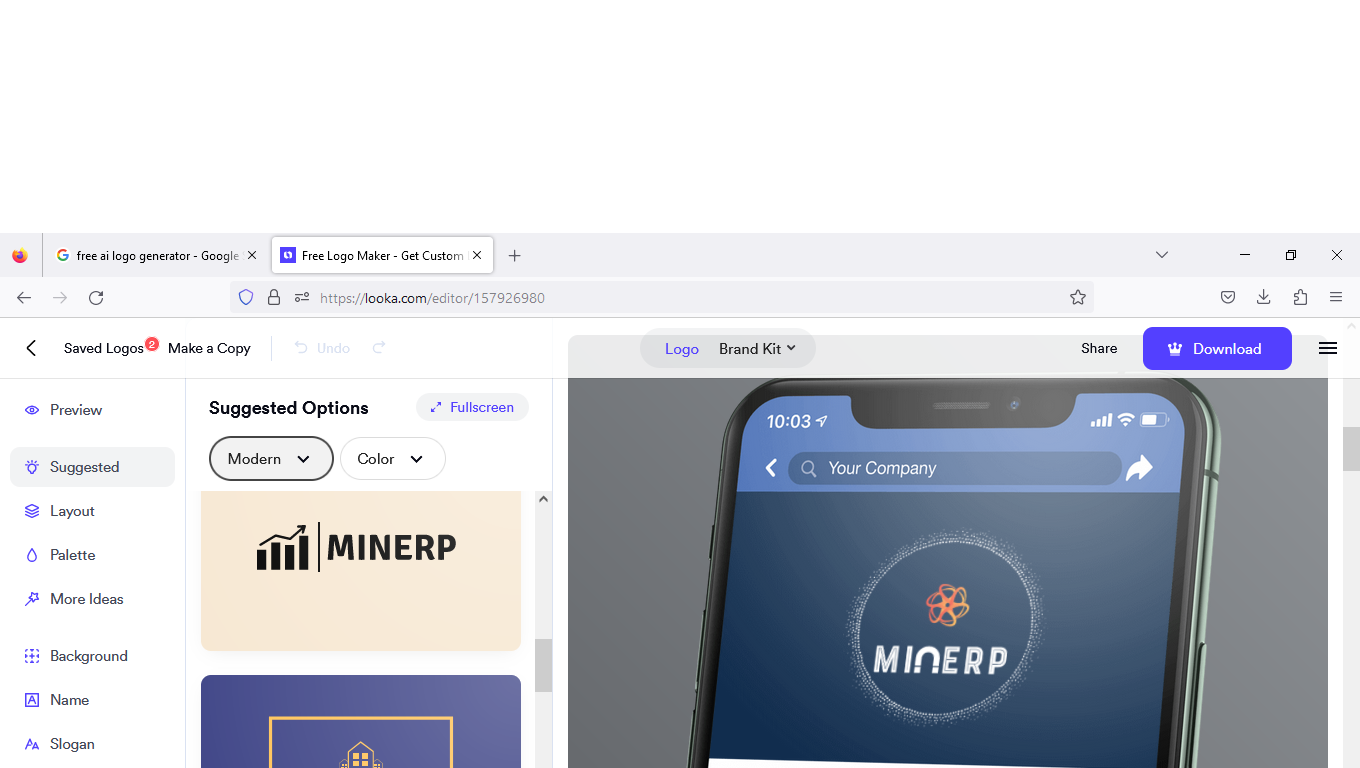 free ai logo generator - Google
Free Logo Maker - Get Custom
https://looka.com/editor/157926980
Saved Logos 2 Make a Copy Undo
Logo Brand Kit
Share
Download
Preview
Suggested
Layout
Palette
More Ideas
Background
Name
Slogan
Suggested Options
Fullscreen
Modern Color
MINERP
10:03
Your Company
MINERP